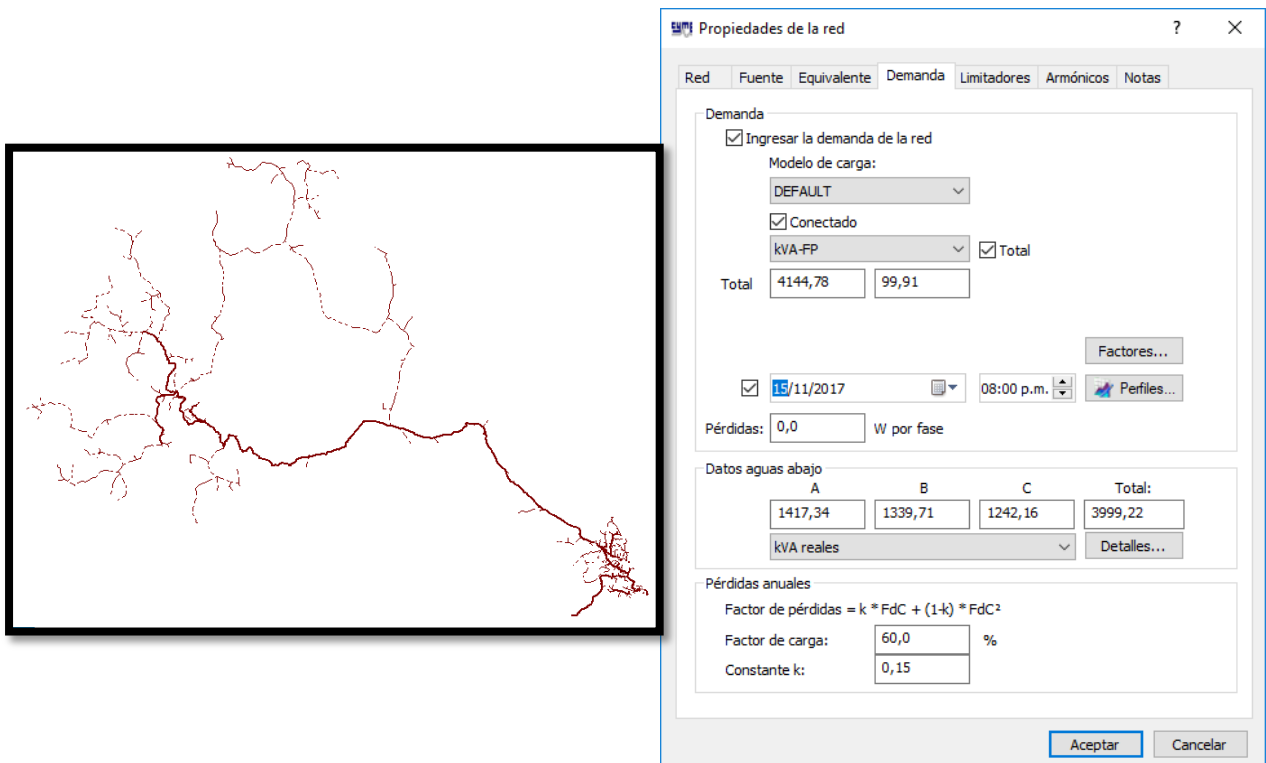 CYME Propiedades de la red ?
Red Fuente Equivalente Demanda Limitadores Armónicos Notas
Demanda
Ingresar la demanda de la red
Modelo de carga:
DEFAULT
Conectado
kVA-FP Total
Total 4144,78 99,91
Factores...
15/11/2017 08:00 p.m. Perfiles...
Pérdidas: 0,0 W por fase
Datos aguas abajo
A B C Total:
1417,34 1339,71 1242,16 3999,22
kVA reales Detalles...
Pérdidas anuales
Factor de pérdidas = k * FdC + (1-k) * FdC²
Factor de carga: 60,0 %
Constante k: 0,15
Aceptar Cancelar